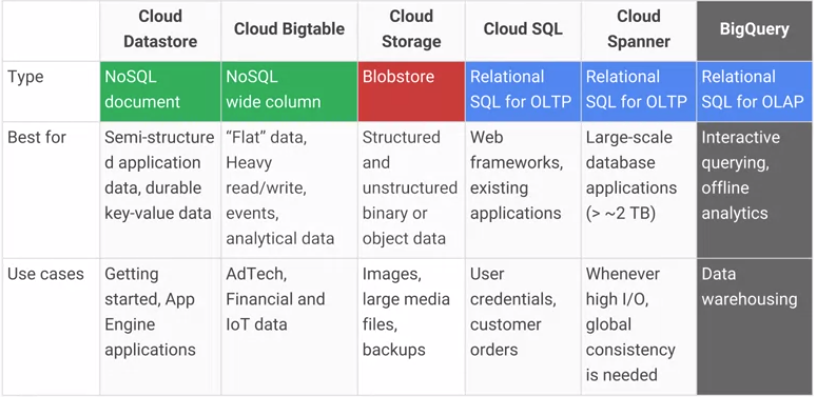 Cloud
Datastore
Cloud Bigtable
Cloud
Storage
Cloud SQL
Cloud
Spanner
BigQuery
Type
NoSQL
document
NoSQL
wide column
Blobstore
Relational
SQL for OLTP
Relational
SQL for OLTP
Relational
SQL for OLAP
Best for
Semi-structure
d application
data, durable
key-value data
“Flat” data,
Heavy
read/write,
events,
analytical data
Structured
and
unstructured
binary or
object data
Web
frameworks,
existing
applications
Large-scale
database
applications
(> ~2 TB)
Interactive
querying,
offline
analytics
Use cases
Getting
started, App
Engine
applications
AdTech,
Financial and
IoT data
Images,
large media
files,
backups
User
credentials,
customer
orders
Whenever
high I/O,
global
consistency
is needed
Data
warehousing